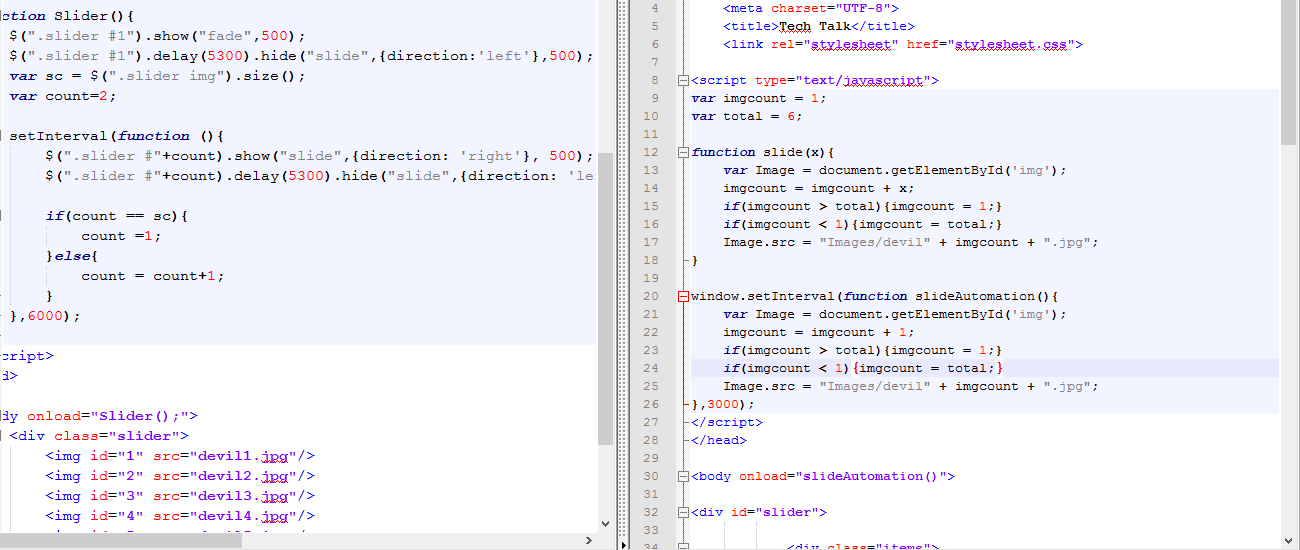 ction Slider(){
$(".slider #1").show("fade",500);
$(".slider #1").delay(5300).hide("slide",{direction:'left'},500);
var sc = $(".slider img").size();
var count=2;
setInterval(function (){
$(".slider #"+count).show("slide",{direction: 'right'}, 500);
$(".slider #"+count).delay(5300).hide("slide",{direction: 'le
if(count == sc){
count =1;
}else{
count = count+1;
}
},6000);
cript>
d>
dy onload="Slider();">
<div class="slider">
<img id="1" src="devil1.jpg"/>
<img id="2" src="devil2.jpg"/>
<img id="3" src="devil3.jpg"/>
<img id="4" src="devil4.jpg"/>
4 <meta charset="UTF-8">
5 <title>Tech Talk</title>
6 <link rel="stylesheet" href="stylesheet.css">
7
8 <script type="text/javascript">
9 var imgcount = 1;
10 var total = 6;
11
12 function slide(x){
13 var Image = document.getElementById('img');
14 imgcount = imgcount + x;
15 if(imgcount > total){imgcount = 1;}
16 if(imgcount < 1){imgcount = total;}
17 Image.src = "Images/devil" + imgcount + ".jpg";
18 }
19
20 window.setInterval(function slideAutomation(){
21 var Image = document.getElementById('img');
22 imgcount = imgcount + 1;
23 if(imgcount > total){imgcount = 1;}
24 if(imgcount < 1){imgcount = total;}
25 Image.src = "Images/devil" + imgcount + ".jpg";
26 },3000);
27 </script>
28 </head>
29
30 <body onload="slideAutomation()">
31
32 <div id="slider">
33
34 <div class="items">